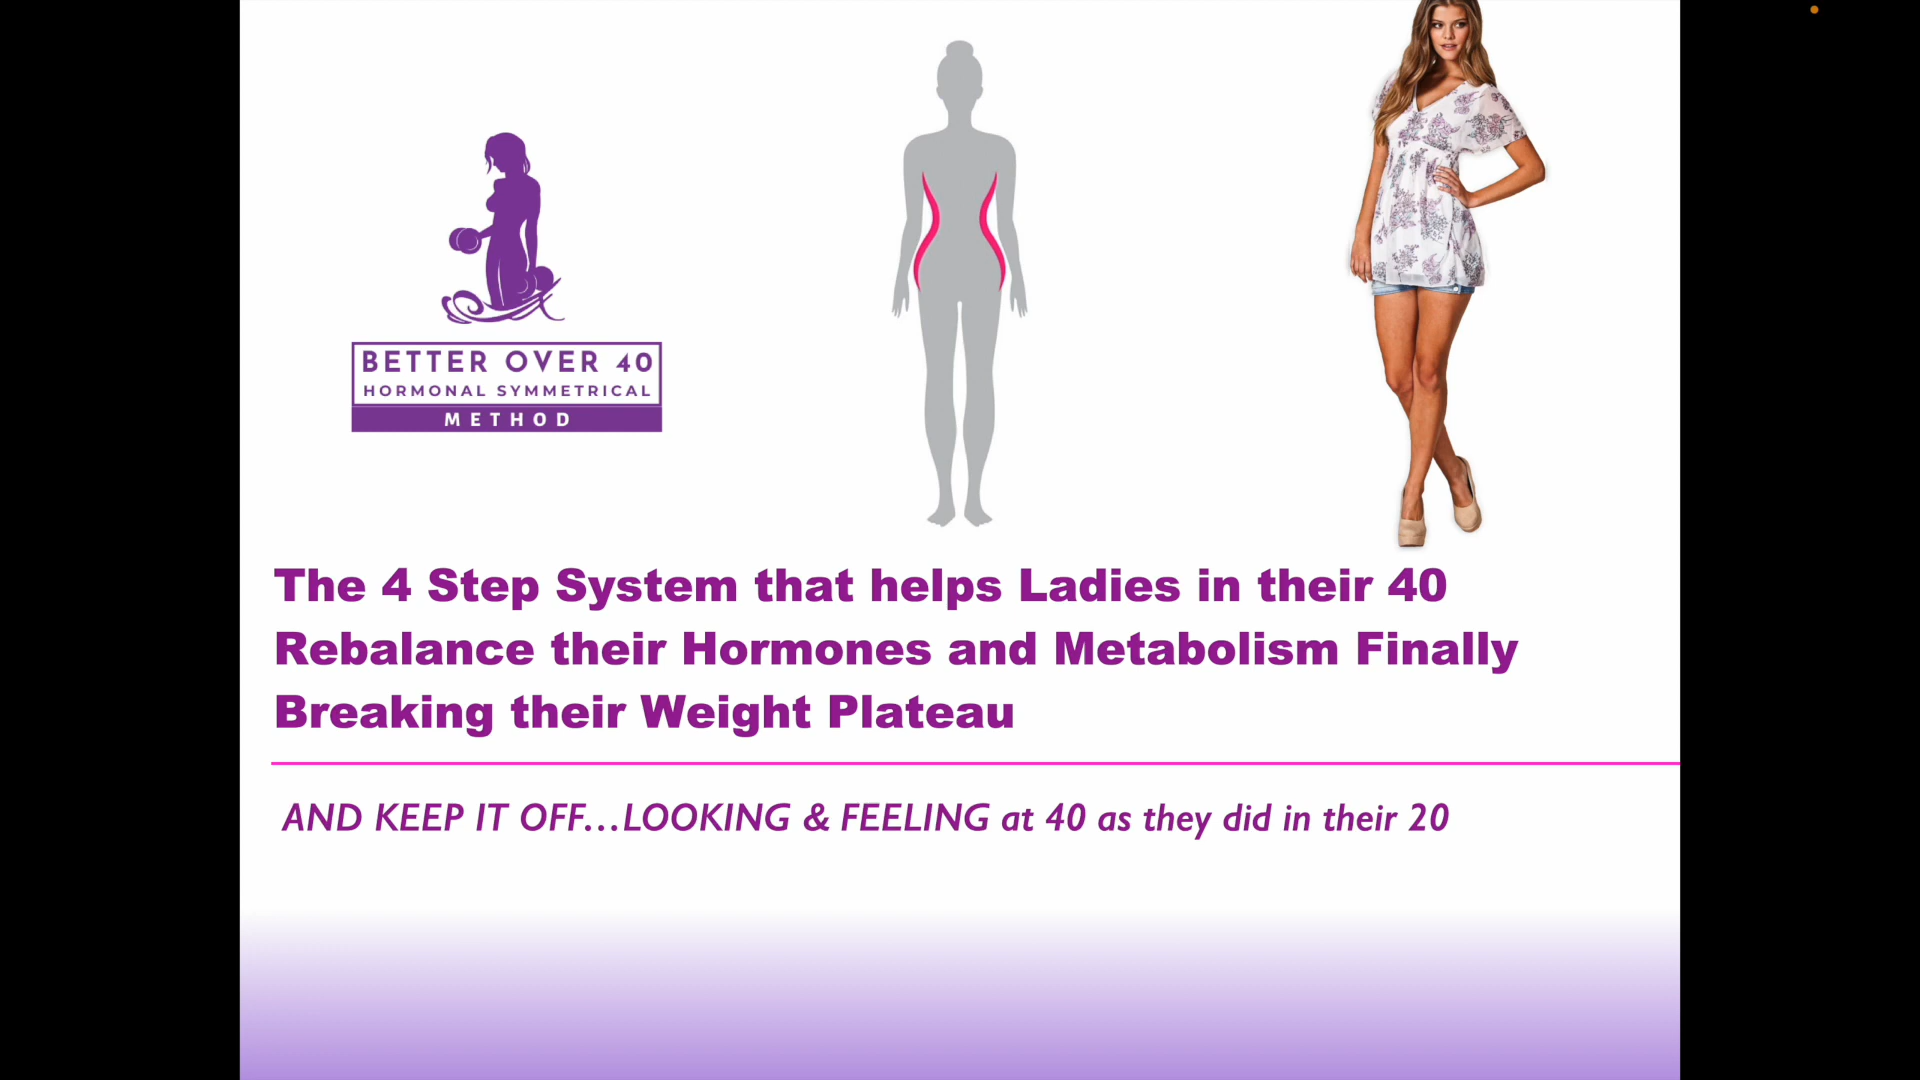 BETTER OVER 40
HORMONAL SYMMETRICAL
METHOD
The 4 Step System that helps Ladies in their 40
Rebalance their Hormones and Metabolism Finally
Breaking their Weight Plateau
AND KEEP IT OFF...LOOKING & FEELING at 40 as they did in their 20